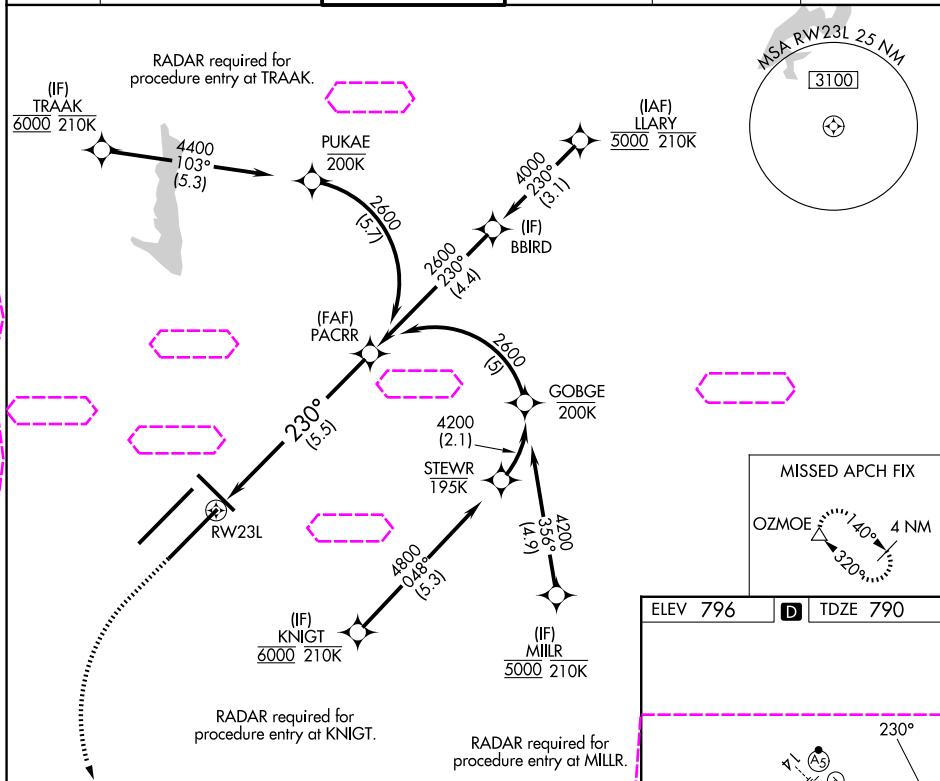 RADAR required for
procedure entry at TRAAK.
MSA RW23L 25 NM
3100
(IF)
TRAAK
6000 210K
4400
103°
(5.3)
PUKAE
200K
2600
(5.7)
(IAF)
LLARY
5000 210K
4000
230°
(3.1)
(IF)
BBIRD
2600
230°
(4.4)
(FAF)
PACRR
2600
(5)
GOBGE
200K
230°
(5.5)
4200
(2.1)
STEWR
195K
RW23L
4800
048°
(5.3)
4200
356°
(4.9)
(IF)
KNIGT
6000 210K
(IF)
MIILR
5000 210K
RADAR required for
procedure entry at KNIGT.
RADAR required for
procedure entry at MILLR.
MISSED APCH FIX
OZMOE
140°
4 NM
320°
ELEV 796
D
TDZE 790
230°
A5
14